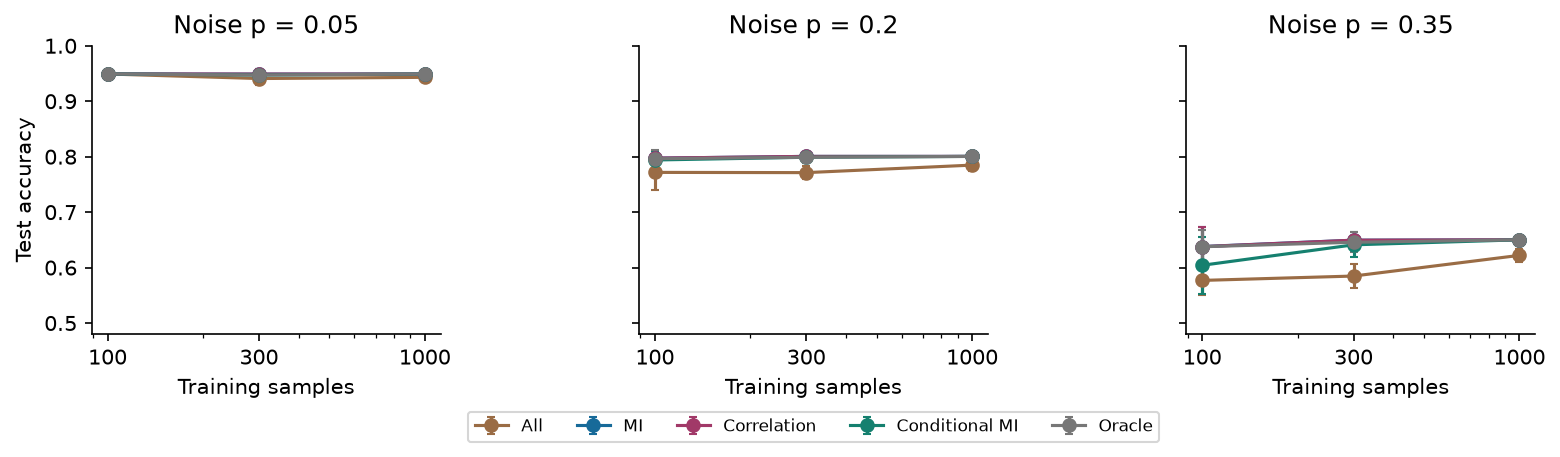 Noise p = 0.05
Noise p = 0.2
Noise p = 0.35
Test accuracy
1.0
0.9
0.8
0.7
0.6
0.5
100 300 1000
100 300 1000
100 300 1000
Training samples
Training samples
Training samples
All MI Correlation Conditional MI Oracle